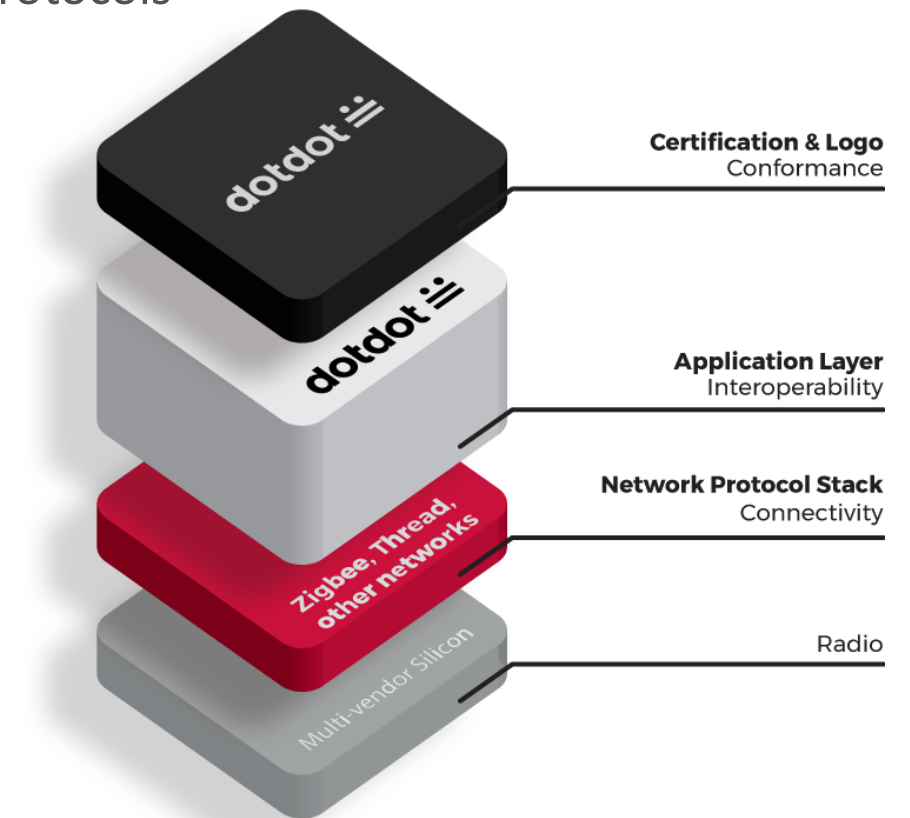 rotocols
dotdot
Certification & Logo
Conformance
dotdot
Application Layer
Interoperability
Network Protocol Stack
Connectivity
Zigbee, Thread,
other networks
Radio
Multi-vendor Silicon